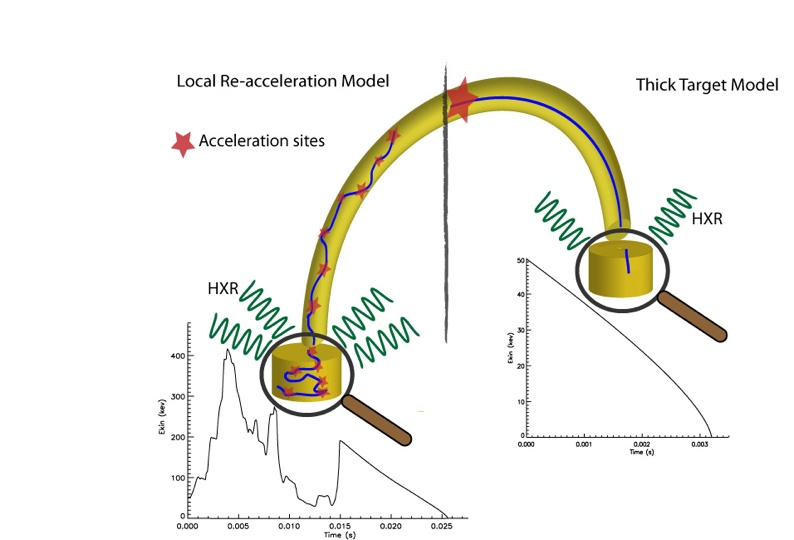 Local Re-acceleration Model
Thick Target Model
Acceleration sites
HXR
HXR
50
40
30
20
10
0
Ekin (kev)
0.000
0.001
0.002
0.003
Time (s)
400
300
200
100
0
Ekin (kev)
0.000
0.005
0.010
0.015
0.020
0.025
Time (s)